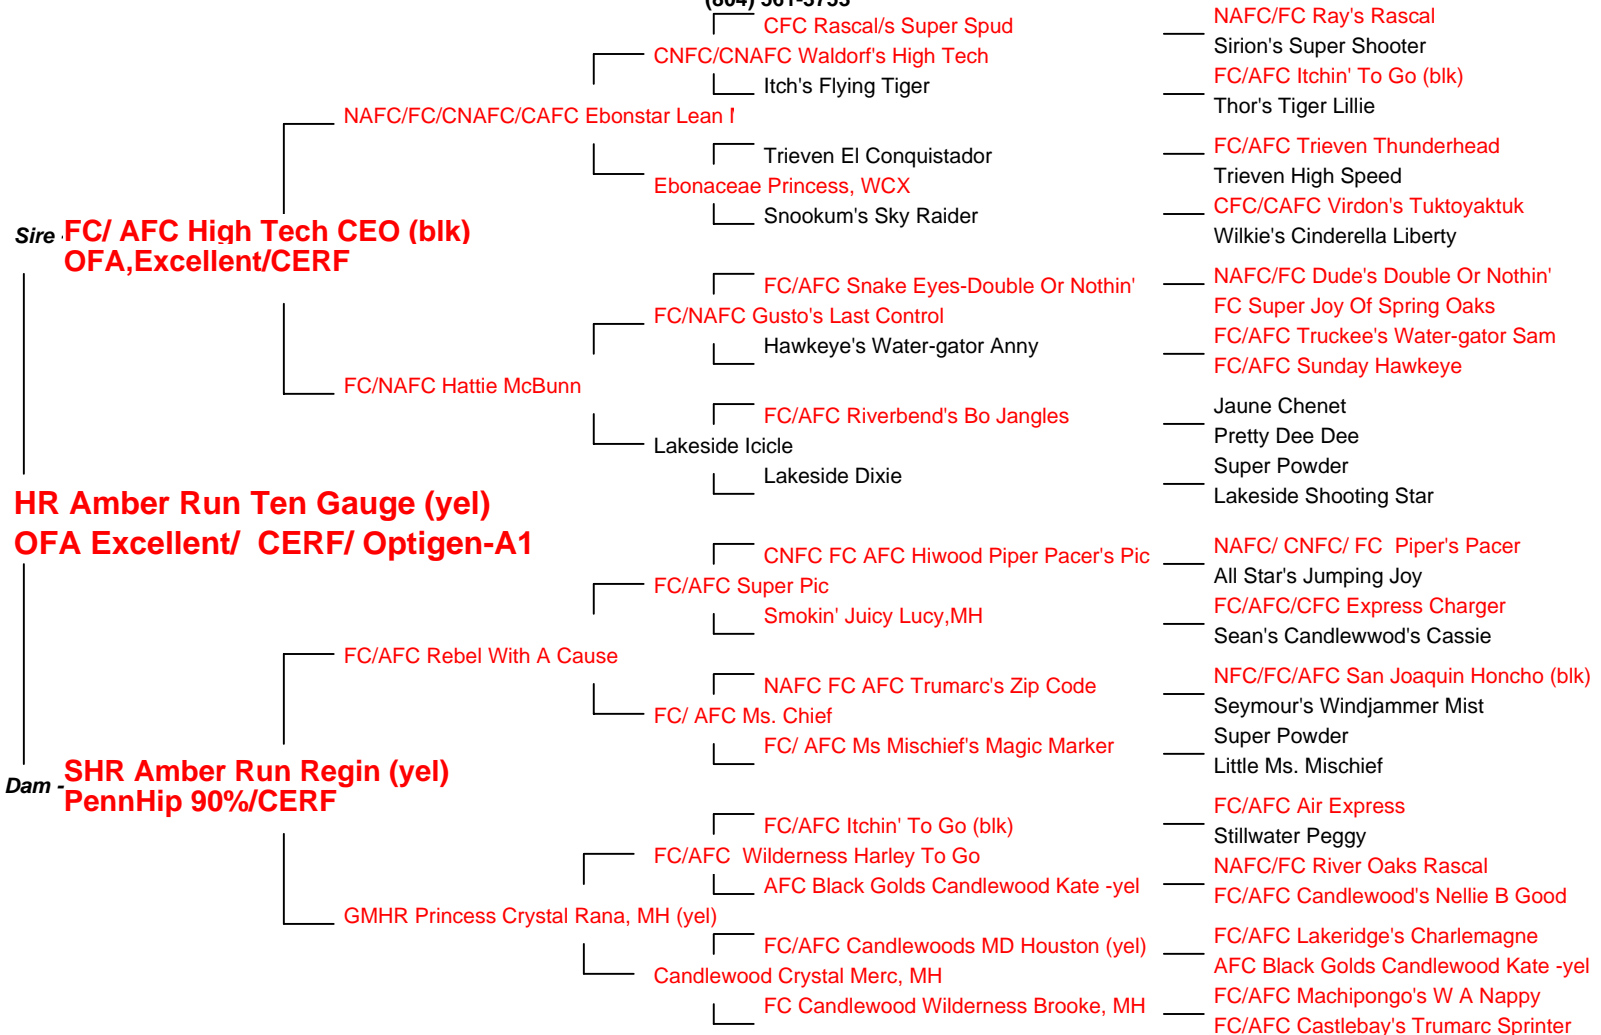 (804) 561-3753
CFC Rascal/s Super Spud
NAFC/FC Ray's Rascal
Sirion's Super Shooter
CNFC/CNAFC Waldorf's High Tech
Itch's Flying Tiger
FC/AFC Itchin' To Go (blk)
Thor's Tiger Lillie
NAFC/FC/CNAFC/CAFC Ebonstar Lean
Trieven El Conquistador
FC/AFC Trieven Thunderhead
Trieven High Speed
Ebonaceae Princess, WCX
Snookum's Sky Raider
CFC/CAFC Virdon's Tuktoyaktuk
Wilkie's Cinderella Liberty
Sire - FC/ AFC High Tech CEO (blk)
OFA,Excellent/CERF
FC/AFC Snake Eyes-Double Or Nothin'
NAFC/FC Dude's Double Or Nothin'
FC Super Joy Of Spring Oaks
FC/NAFC Gusto's Last Control
Hawkeye's Water-gator Anny
FC/AFC Truckee's Water-gator Sam
FC/AFC Sunday Hawkeye
FC/NAFC Hattie McBunn
FC/AFC Riverbend's Bo Jangles
Jaune Chenet
Pretty Dee Dee
Lakeside Icicle
Lakeside Dixie
Super Powder
Lakeside Shooting Star
HR Amber Run Ten Gauge (yel)
OFA Excellent/ CERF/ Optigen-A1
CNFC FC AFC Hiwood Piper Pacer's Pic
NAFC/ CNFC/ FC Piper's Pacer
All Star's Jumping Joy
FC/AFC Super Pic
Smokin' Juicy Lucy,MH
FC/AFC/CFC Express Charger
Sean's Candlewwod's Cassie
FC/AFC Rebel With A Cause
NAFC FC AFC Trumarc's Zip Code
NFC/FC/AFC San Joaquin Honcho (blk)
Seymour's Windjammer Mist
FC/ AFC Ms. Chief
FC/ AFC Ms Mischief's Magic Marker
Super Powder
Little Ms. Mischief
Dam - SHR Amber Run Regin (yel)
PennHip 90%/CERF
FC/AFC Itchin' To Go (blk)
FC/AFC Air Express
Stillwater Peggy
FC/AFC Wilderness Harley To Go
AFC Black Golds Candlewood Kate -yel
NAFC/FC River Oaks Rascal
FC/AFC Candlewood's Nellie B Good
GMHR Princess Crystal Rana, MH (yel)
FC/AFC Candlewoods MD Houston (yel)
FC/AFC Lakeridge's Charlemagne
AFC Black Golds Candlewood Kate -yel
Candlewood Crystal Merc, MH
FC Candlewood Wilderness Brooke, MH
FC/AFC Machipongo's W A Nappy
FC/AFC Castlebay's Trumarc Sprinter